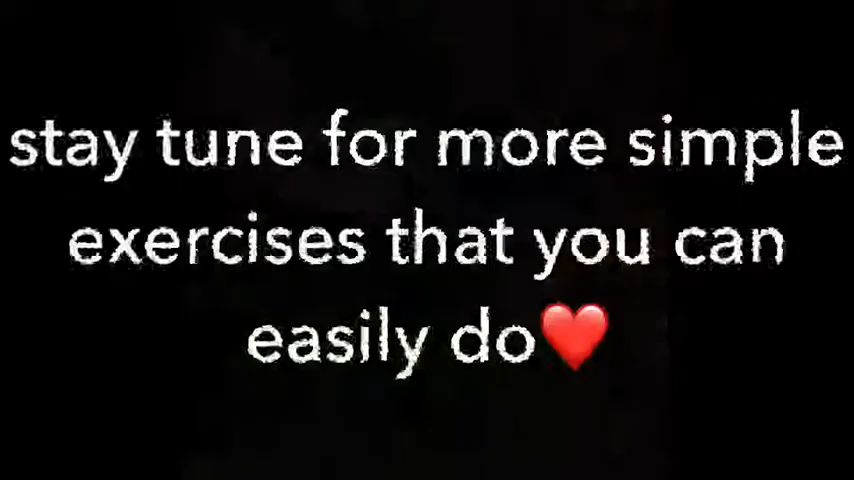 stay tune for more simple
exercises that you can
easily do❤️